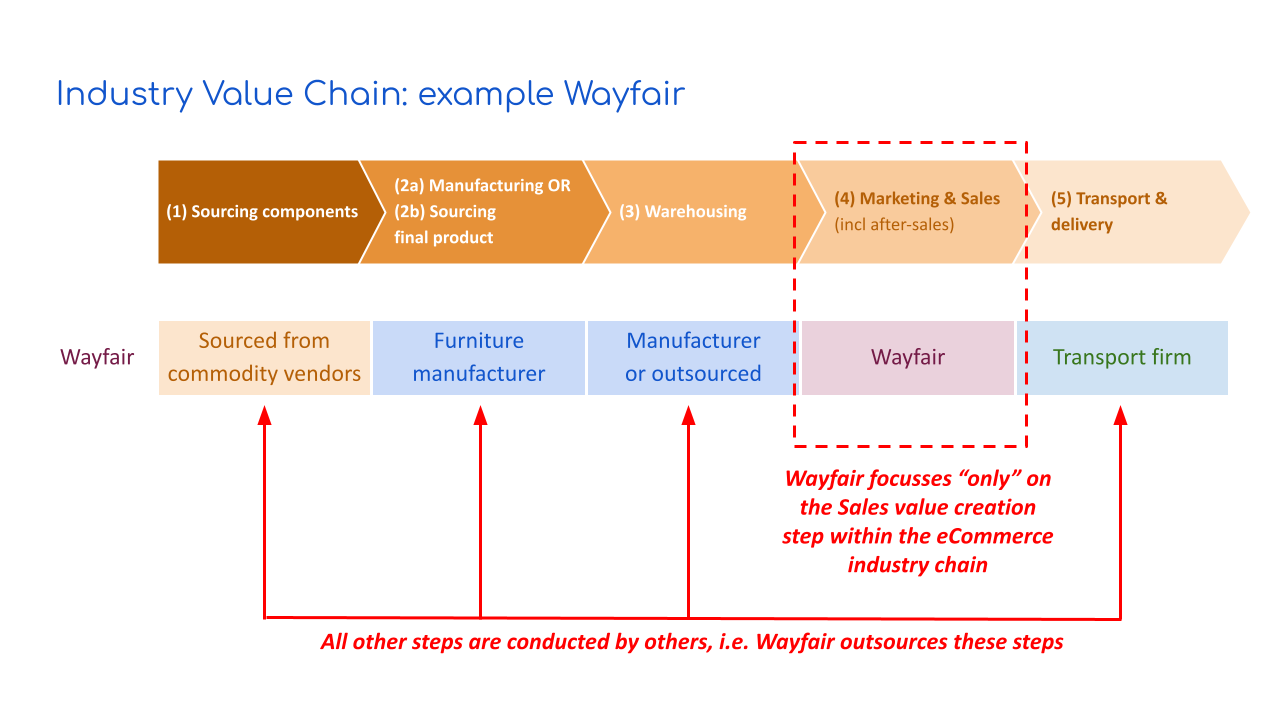 Industry Value Chain: example Wayfair
(1) Sourcing components
(2a) Manufacturing OR
(2b) Sourcing
final product
(3) Warehousing
(4) Marketing & Sales
(incl after-sales)
(5) Transport &
delivery
Wayfair
Sourced from
commodity vendors
Furniture
manufacturer
Manufacturer
or outsourced
Wayfair
Transport firm
Wayfair focusses “only” on
the Sales value creation
step within the eCommerce
industry chain
All other steps are conducted by others, i.e. Wayfair outsources these steps